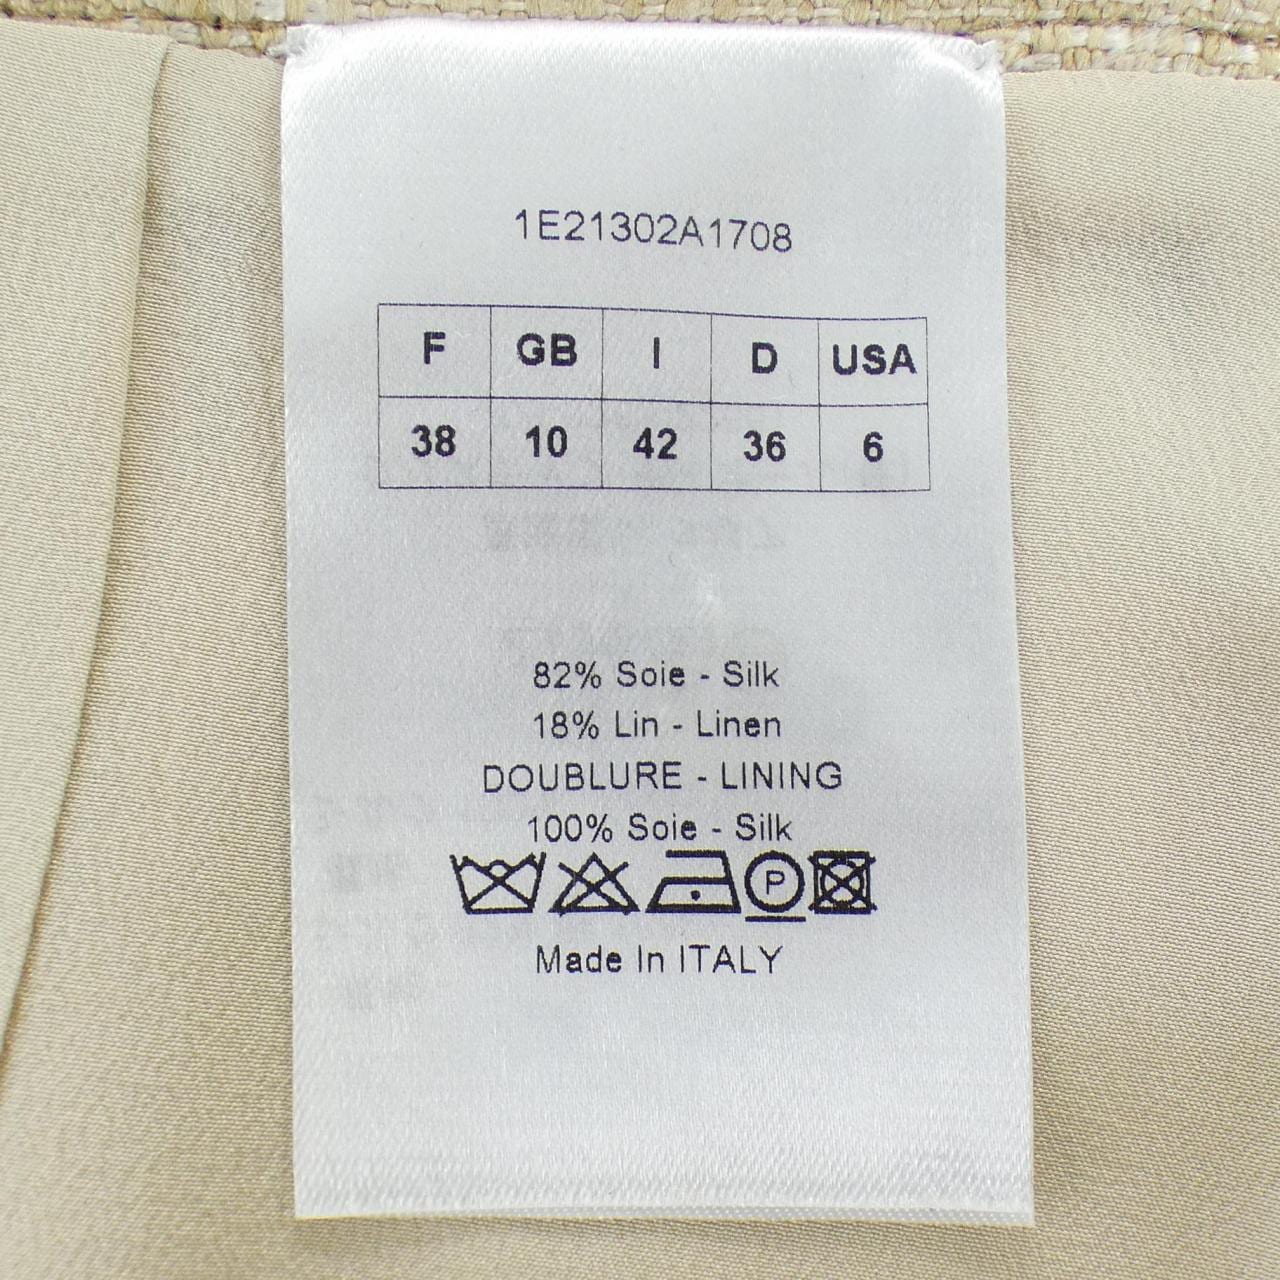 1E21302A1708
F GB I D USA
38 10 42 36 6
82% Soie - Silk
18% Lin - Linen
DOUBLURE - LINING
100% Soie - Silk
P
Made In ITALY